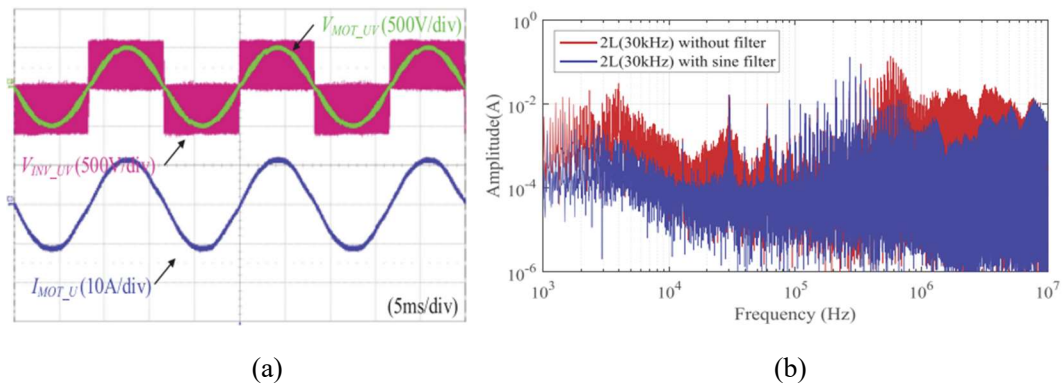 V_MOT_UV(500V/div)
V_INV_UV(500V/div)
I_MOT_U(10A/div)
(5ms/div)
(a)
10^0
10^-2
10^-4
10^-6
Amplitude(A)
2L(30kHz) without filter
2L(30kHz) with sine filter
10^3
10^4
10^5
10^6
10^7
Frequency (Hz)
(b)